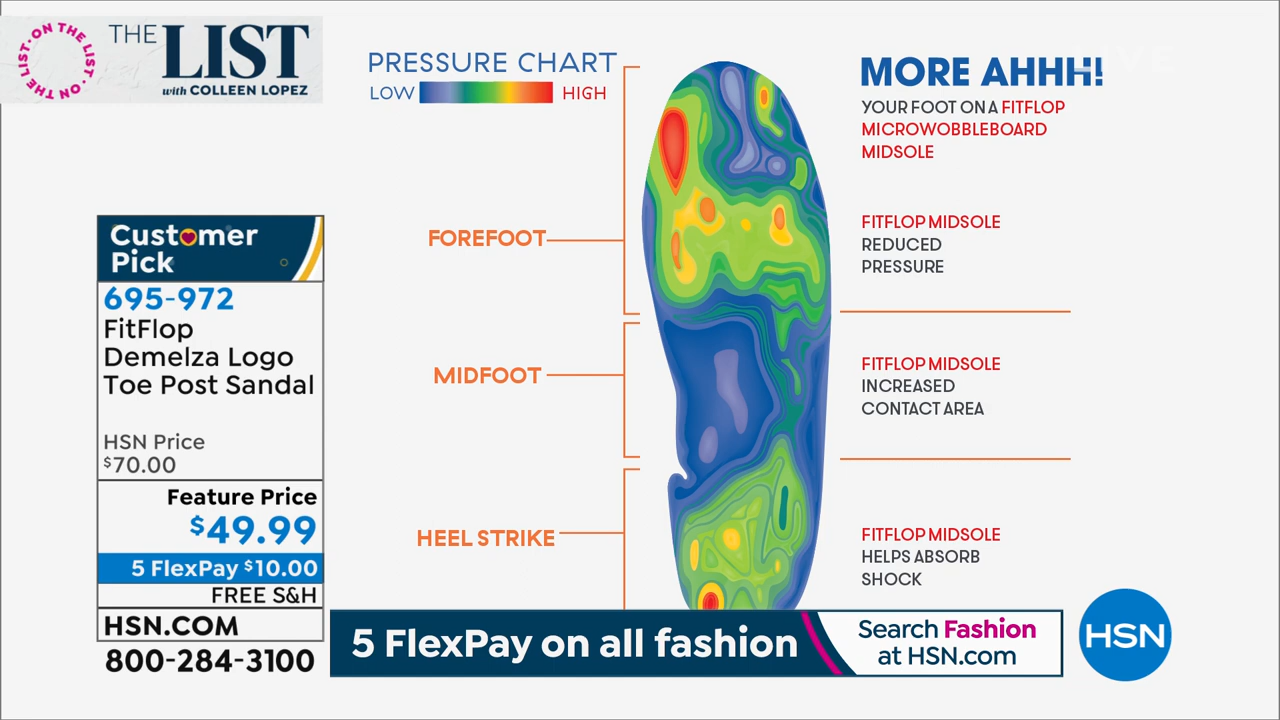 ON THE LIST · ON THE LIST · ON THE LIST ·
THE LIST
with COLLEEN LOPEZ
PRESSURE CHART
LOW
HIGH
LIVE
MORE AHHH!
YOUR FOOT ON A FITFLOP
MICROWOBBLEBOARD
MIDSOLE
FOREFOOT
FITFLOP MIDSOLE
REDUCED
PRESSURE
MIDFOOT
FITFLOP MIDSOLE
INCREASED
CONTACT AREA
HEEL STRIKE
FITFLOP MIDSOLE
HELPS ABSORB
SHOCK
Customer
Pick
695-972
FitFlop
Demelza Logo
Toe Post Sandal
HSN Price
$70.00
Feature Price
$49.99
5 FlexPay $10.00
FREE S&H
HSN.COM
800-284-3100
5 FlexPay on all fashion
Search Fashion
at HSN.com
HSN